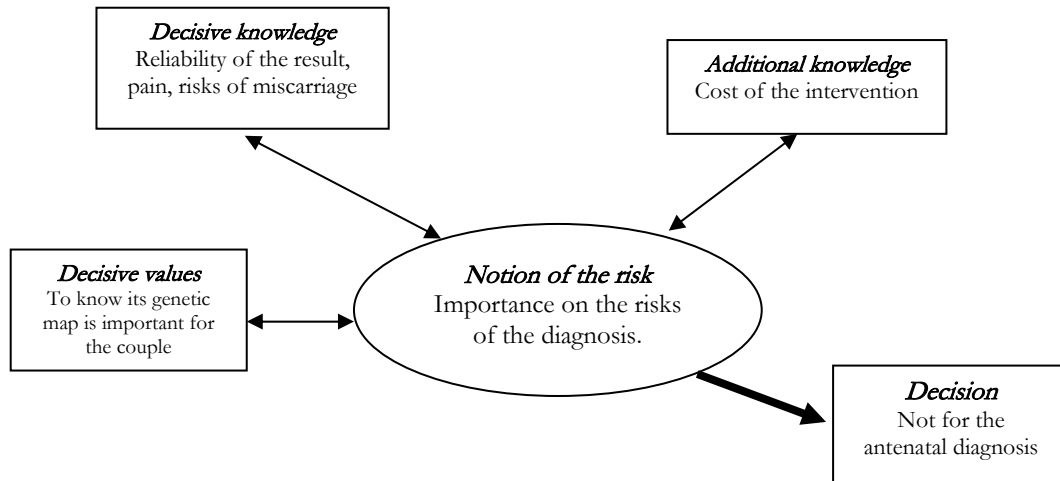 Decisive knowledge
Reliability of the result,
pain, risks of miscarriage
Additional knowledge
Cost of the intervention
Decisive values
To know its genetic
map is important for
the couple
Notion of the risk
Importance on the risks
of the diagnosis.
Decision
Not for the
antenatal diagnosis